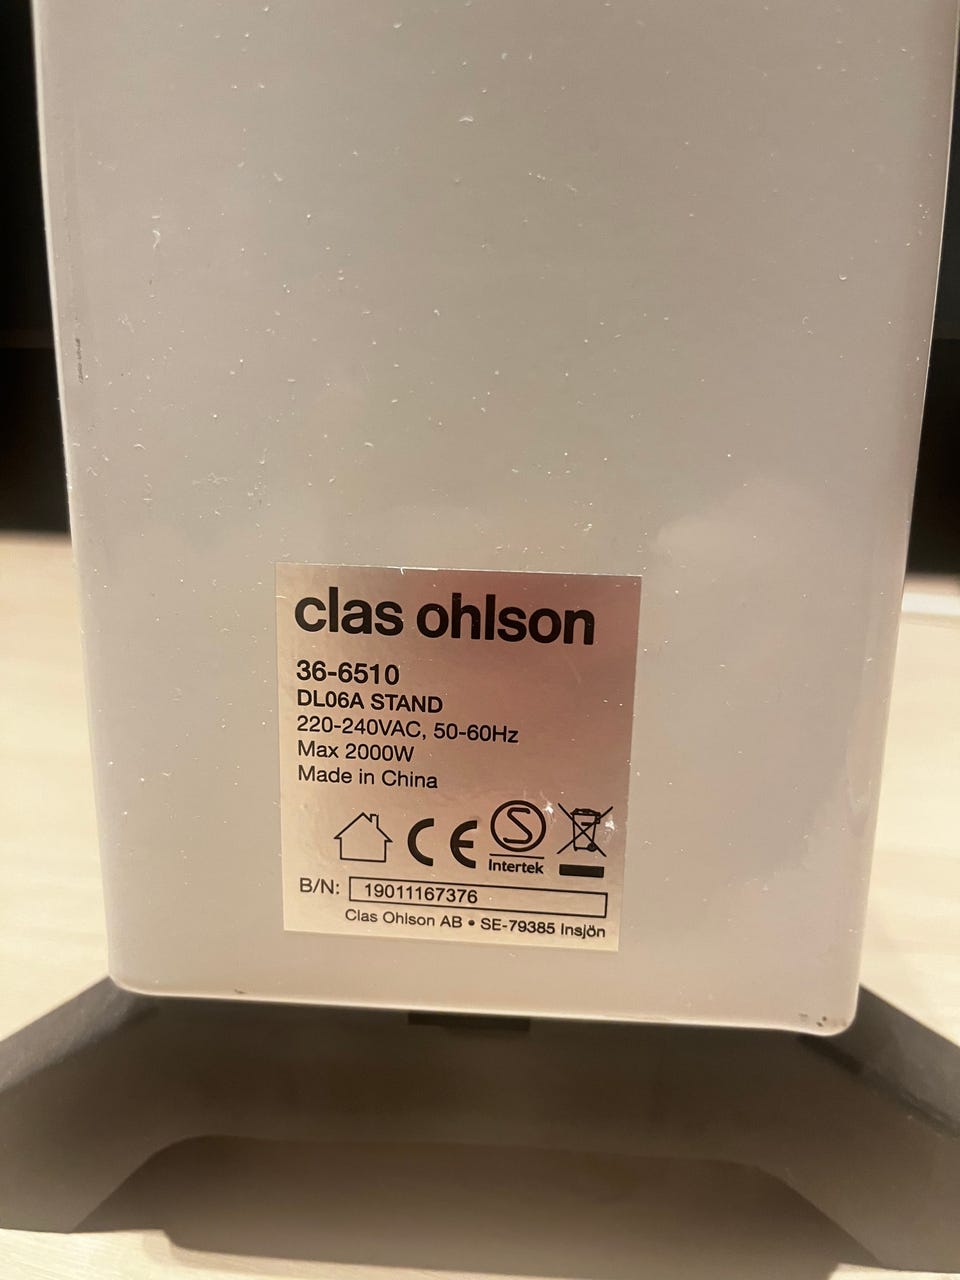 clas ohlson
36-6510
DL06A STAND
220-240VAC, 50-60Hz
Max 2000W
Made in China
CE S
Intertek
B/N: 19011167376
Clas Ohlson AB • SE-79385 Insjön